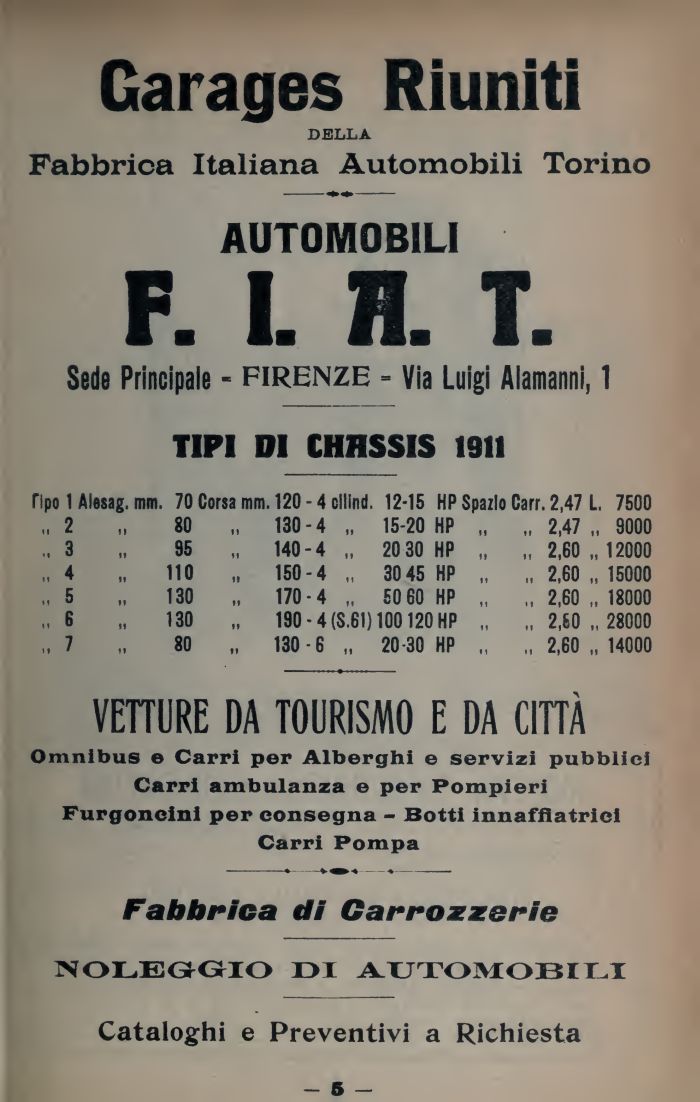 Garages Riuniti
DELLA
Fabbrica Italiana Automobili Torino
AUTOMOBILI
F. I. A. T.
Sede Principale - FIRENZE - Via Luigi Alamanni, 1
TIPI DI CHASSIS 1911
Tipo 1 Alesag. mm. 70 Corsa mm. 120 - 4 cilind. 12-15 HP Spazio Carr. 2,47 L. 7500
„ 2 „ 80 „ 130 - 4 „ 15-20 HP „ „ 2,47 „ 9000
„ 3 „ 95 „ 140 - 4 „ 20 30 HP „ „ 2,60 „ 12000
„ 4 „ 110 „ 150 - 4 „ 30 45 HP „ „ 2,60 „ 15000
„ 5 „ 130 „ 170 - 4 „ 50 60 HP „ „ 2,60 „ 18000
„ 6 „ 130 „ 190 - 4 (S.61) 100 120 HP „ „ 2,60 „ 28000
„ 7 „ 80 „ 130 - 6 „ 20-30 HP „ „ 2,60 „ 14000
VETTURE DA TOURISMO E DA CITTÀ
Omnibus e Carri per Alberghi e servizi pubblici
Carri ambulanza e per Pompieri
Furgoncini per consegna - Botti innaffiatrici
Carri Pompa
Fabbrica di Carrozzerie
NOLEGGIO DI AUTOMOBILI
Cataloghi e Preventivi a Richiesta
— 5 —